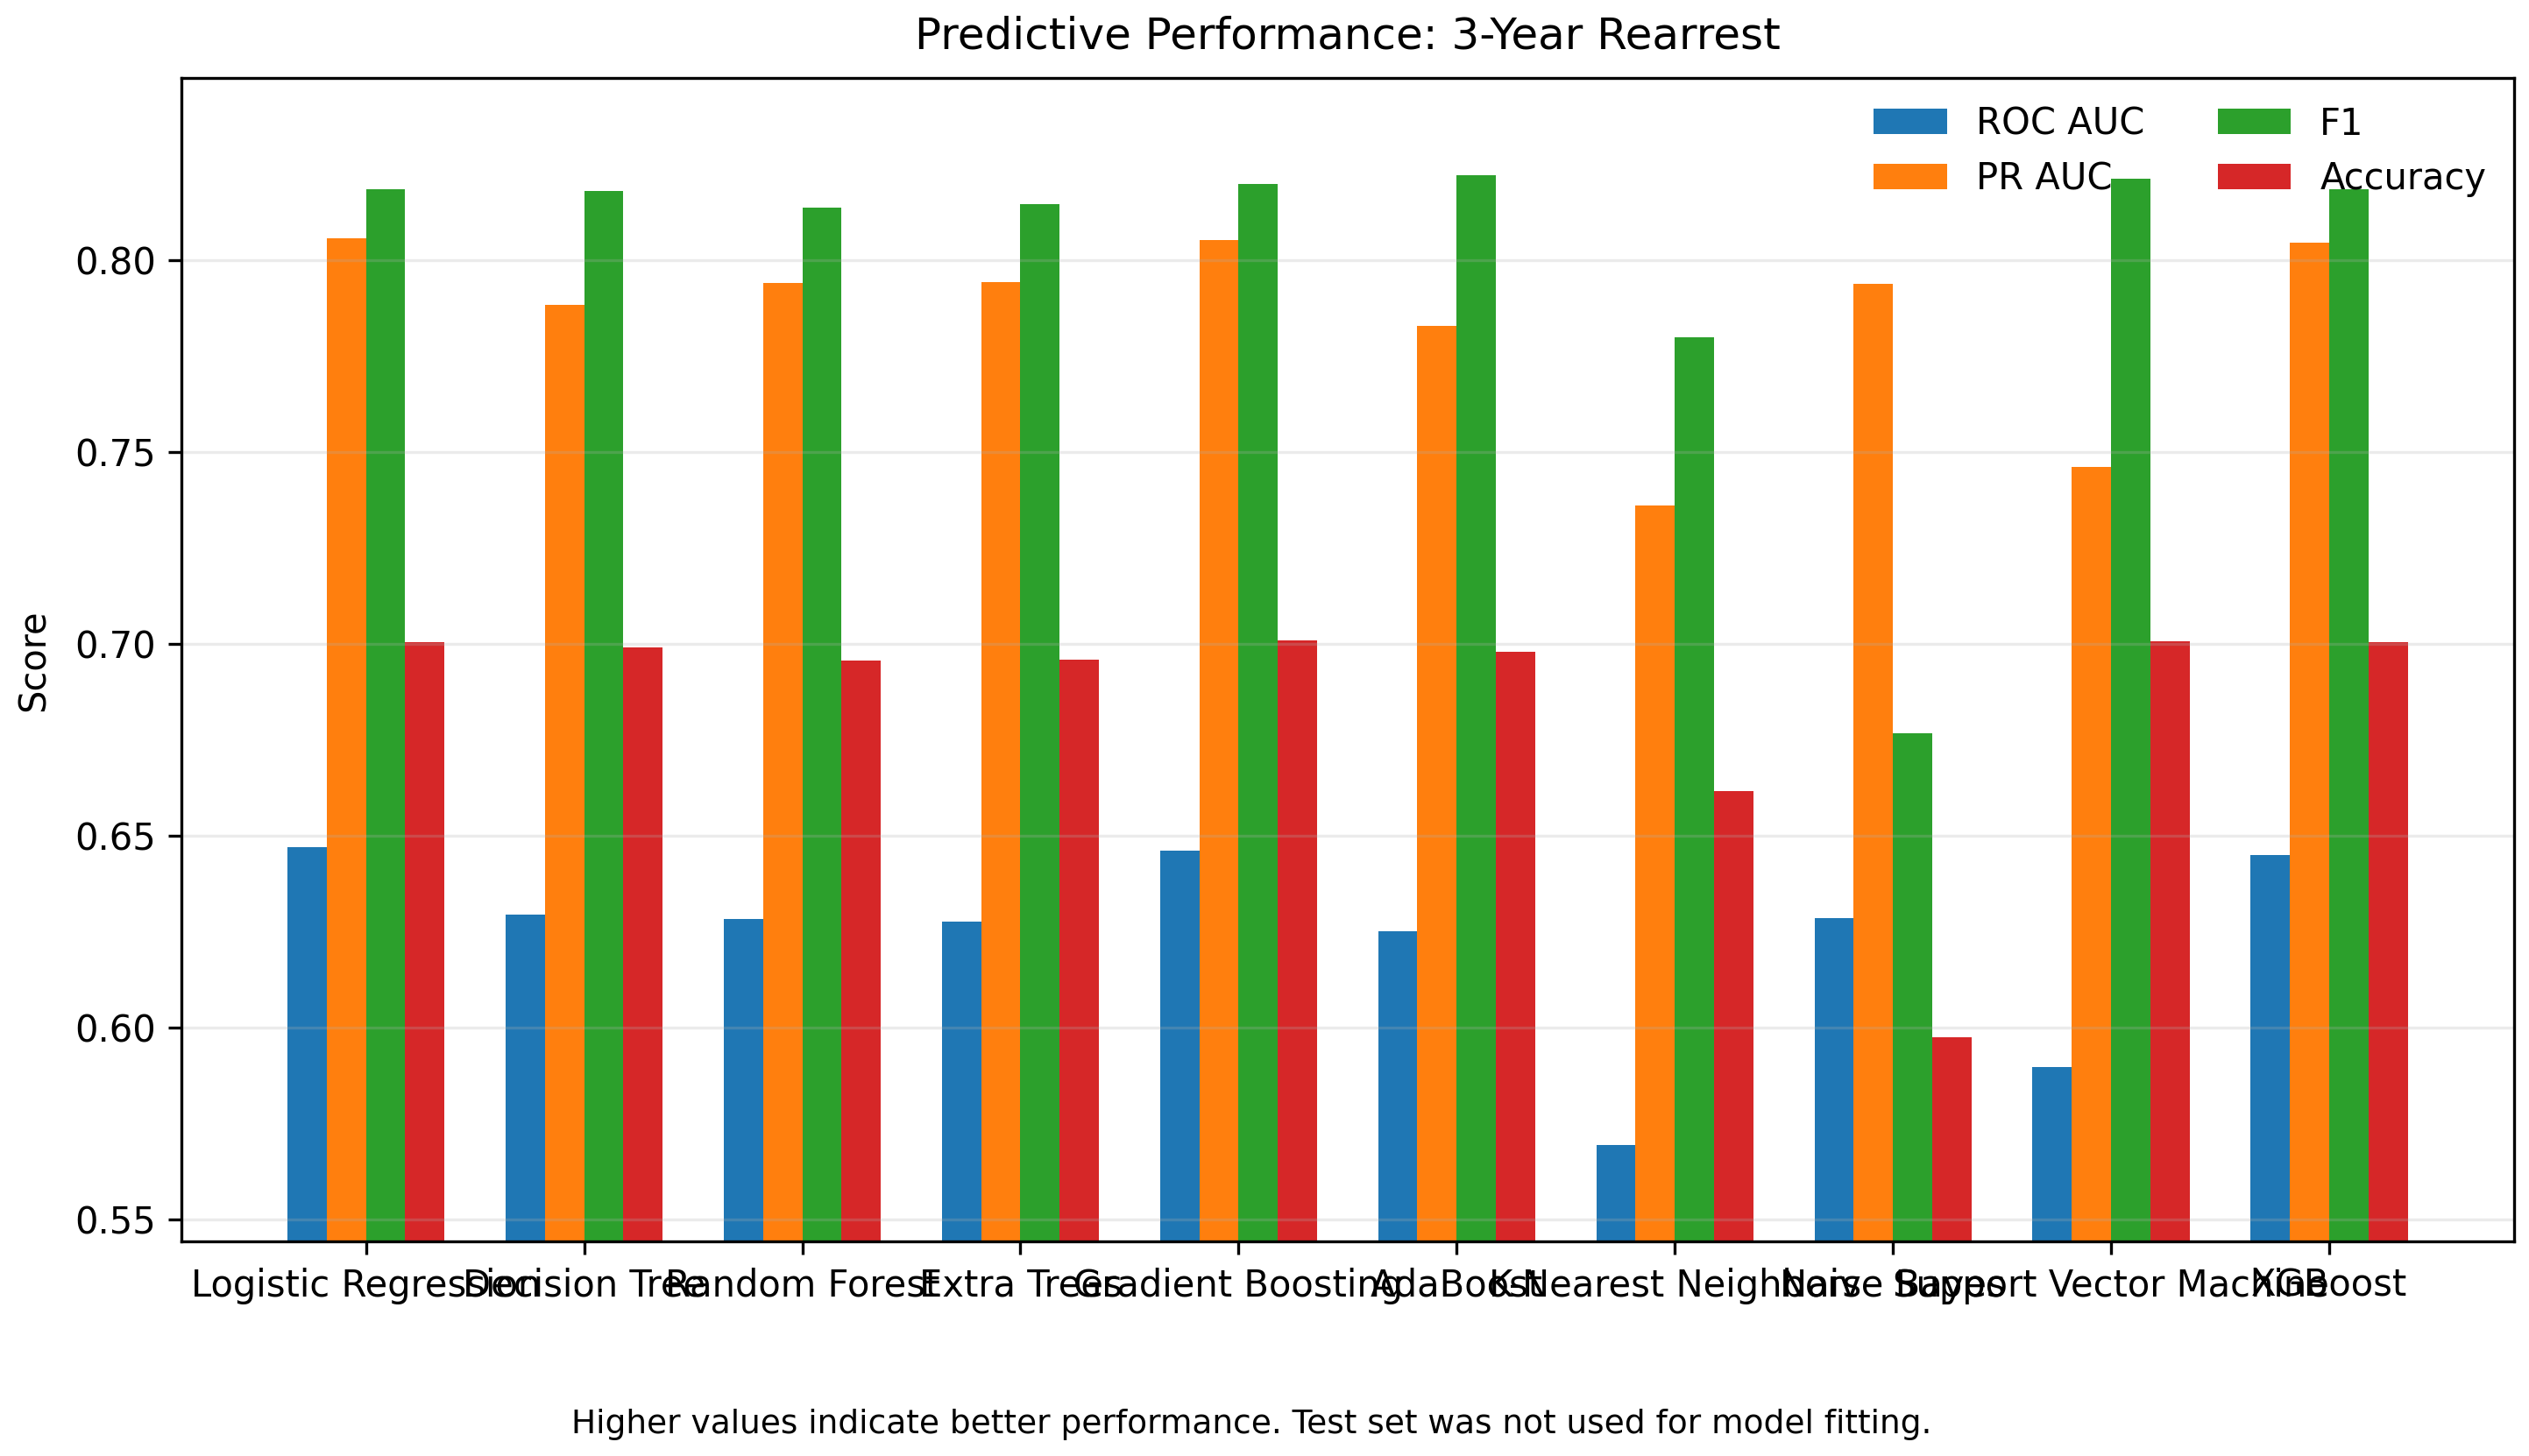 Predictive Performance: 3-Year Rearrest
ROC AUC
PR AUC
F1
Accuracy
Score
0.80
0.75
0.70
0.65
0.60
0.55
Logistic Regression
Decision Tree
Random Forest
Extra Trees
Gradient Boosting
AdaBoost
K-Nearest Neighbors
Naive Bayes
Support Vector Machine
XGBoost
Higher values indicate better performance. Test set was not used for model fitting.